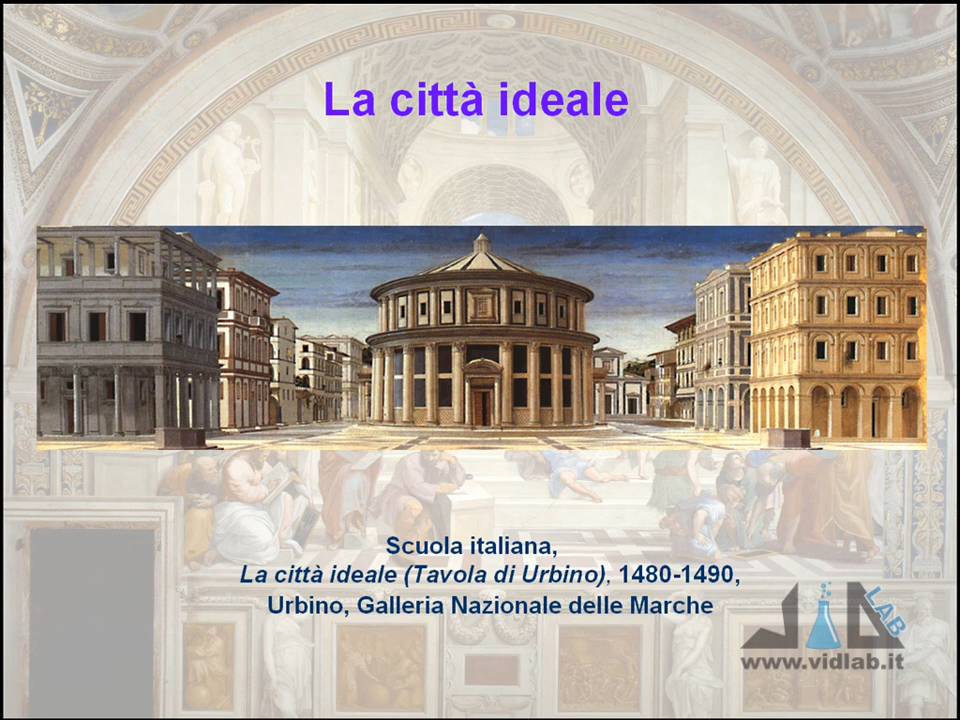 La città ideale
Scuola italiana,
La città ideale (Tavola di Urbino), 1480-1490,
Urbino, Galleria Nazionale delle Marche
LAB
www.vidlab.it